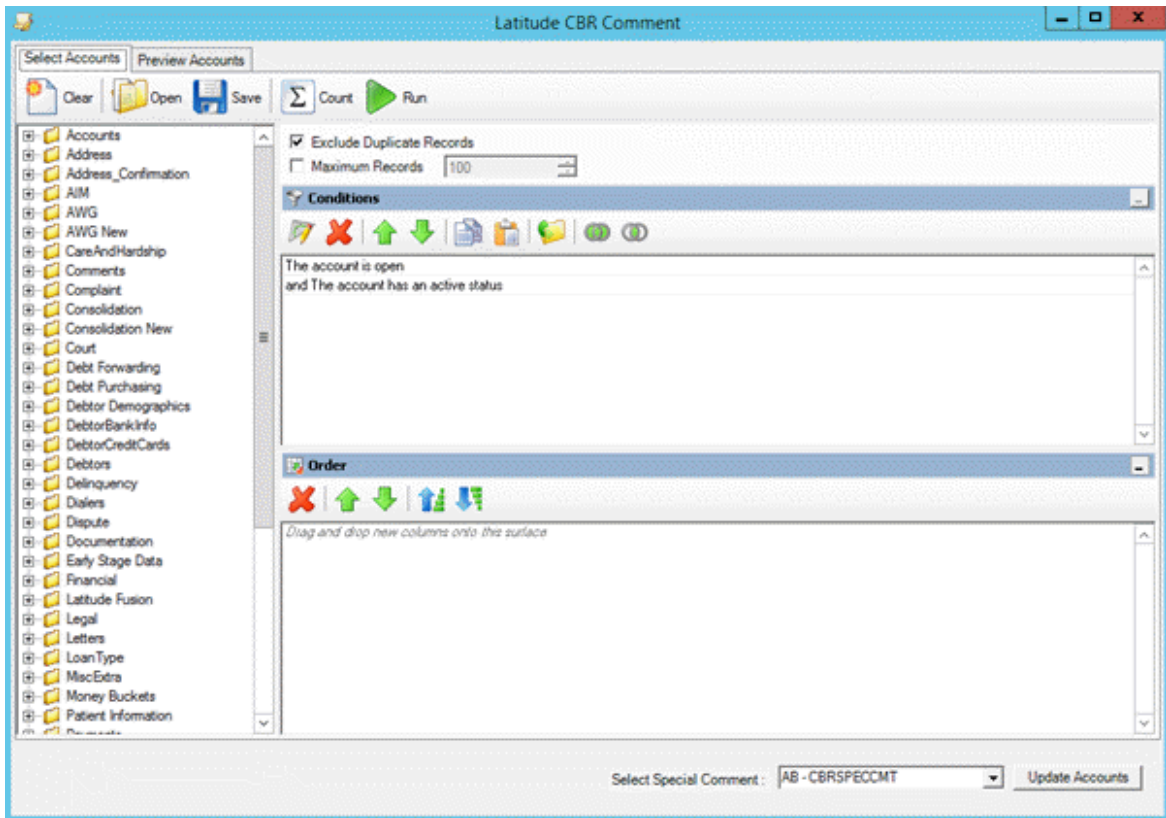 Latitude CBR Comment
Select Accounts Preview Accounts
Clear Open Save Count Run
Accounts
Address
Address_Confirmation
AIM
AWG
AWG New
CareAndHardship
Comments
Complaint
Consolidation
Consolidation New
Court
Debt Forwarding
Debt Purchasing
Debtor Demographics
DebtorBankInfo
DebtorCreditCards
Debtors
Delinquency
Dialers
Dispute
Documentation
Early Stage Data
Financial
Latitude Fusion
Legal
Letters
LoanType
MiscExtra
Money Buckets
Patient Information
Exclude Duplicate Records
Maximum Records 100
Conditions
The account is open
and The account has an active status
Order
Drag and drop new columns onto this surface
Select Special Comment : AB - CBRSPECCMT Update Accounts